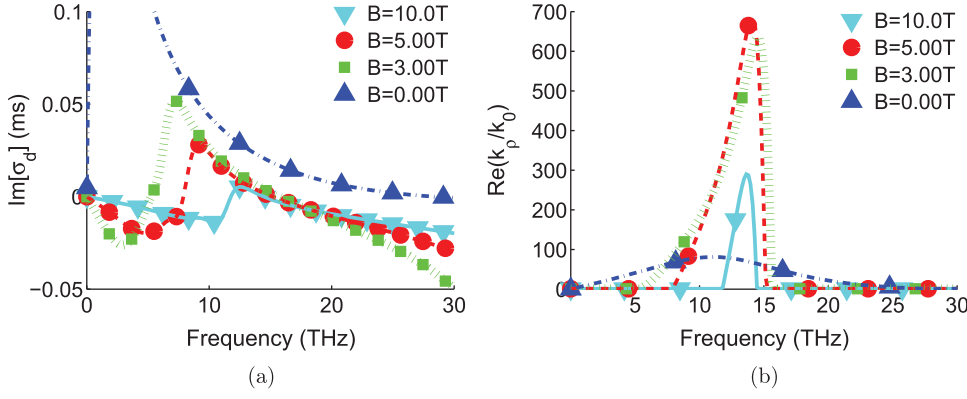 0.1
0.05
0
−0.05
Im[σd] (ms)
0 10 20 30
Frequency (THz)
B=10.0T
B=5.00T
B=3.00T
B=0.00T
(a)
700
600
500
400
300
200
100
0
Re(kρ/k0)
5 10 15 20 25 30
Frequency (THz)
B=10.0T
B=5.00T
B=3.00T
B=0.00T
(b)